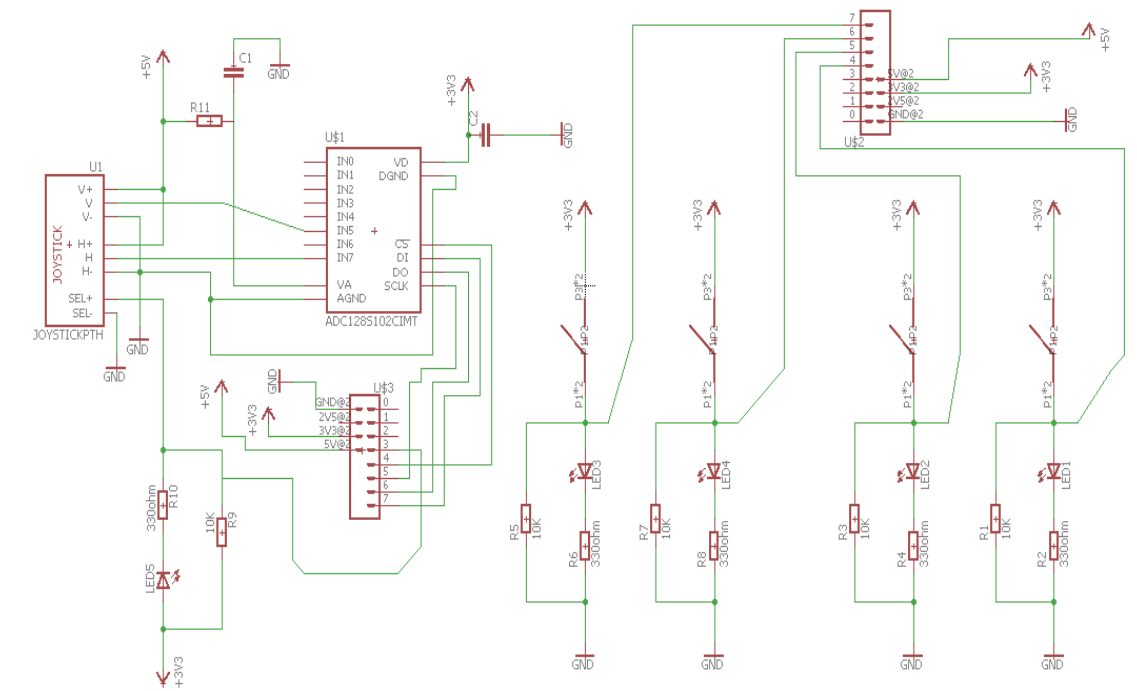 7
6
5
4
3
2
1
0
5V@2
3V3@2
2V5@2
GND@2
U$2
+5V
+3V3
GND
+5V
C1
GND
R11
+3V3
C2
GND
U1
V+
V
V-
H+
H
H-
SEL+
SEL-
JOYSTICK
JOYSTICKPTH
GND
GND
U$1
IN0
IN1
IN2
IN3
IN4
IN5
IN6
IN7
VA
AGND
VD
DGND
CS
DI
DO
SCLK
ADC128S102CIMT
+5V
+3V3
GND
U$3
GND@2
2V5@2
3V3@2
5V@2
0
1
2
3
4
5
6
7
330ohm
R10
10K
R9
LED5
+3V3
+3V3
P3*2
P1*2
LED3
R5
10K
R6
330ohm
GND
+3V3
P3*2
P1*2
LED4
R7
10K
R8
330ohm
GND
+3V3
P3*2
P1*2
LED2
R3
10K
R4
330ohm
GND
+3V3
P3*2
P1*2
LED1
R1
10K
R2
330ohm
GND